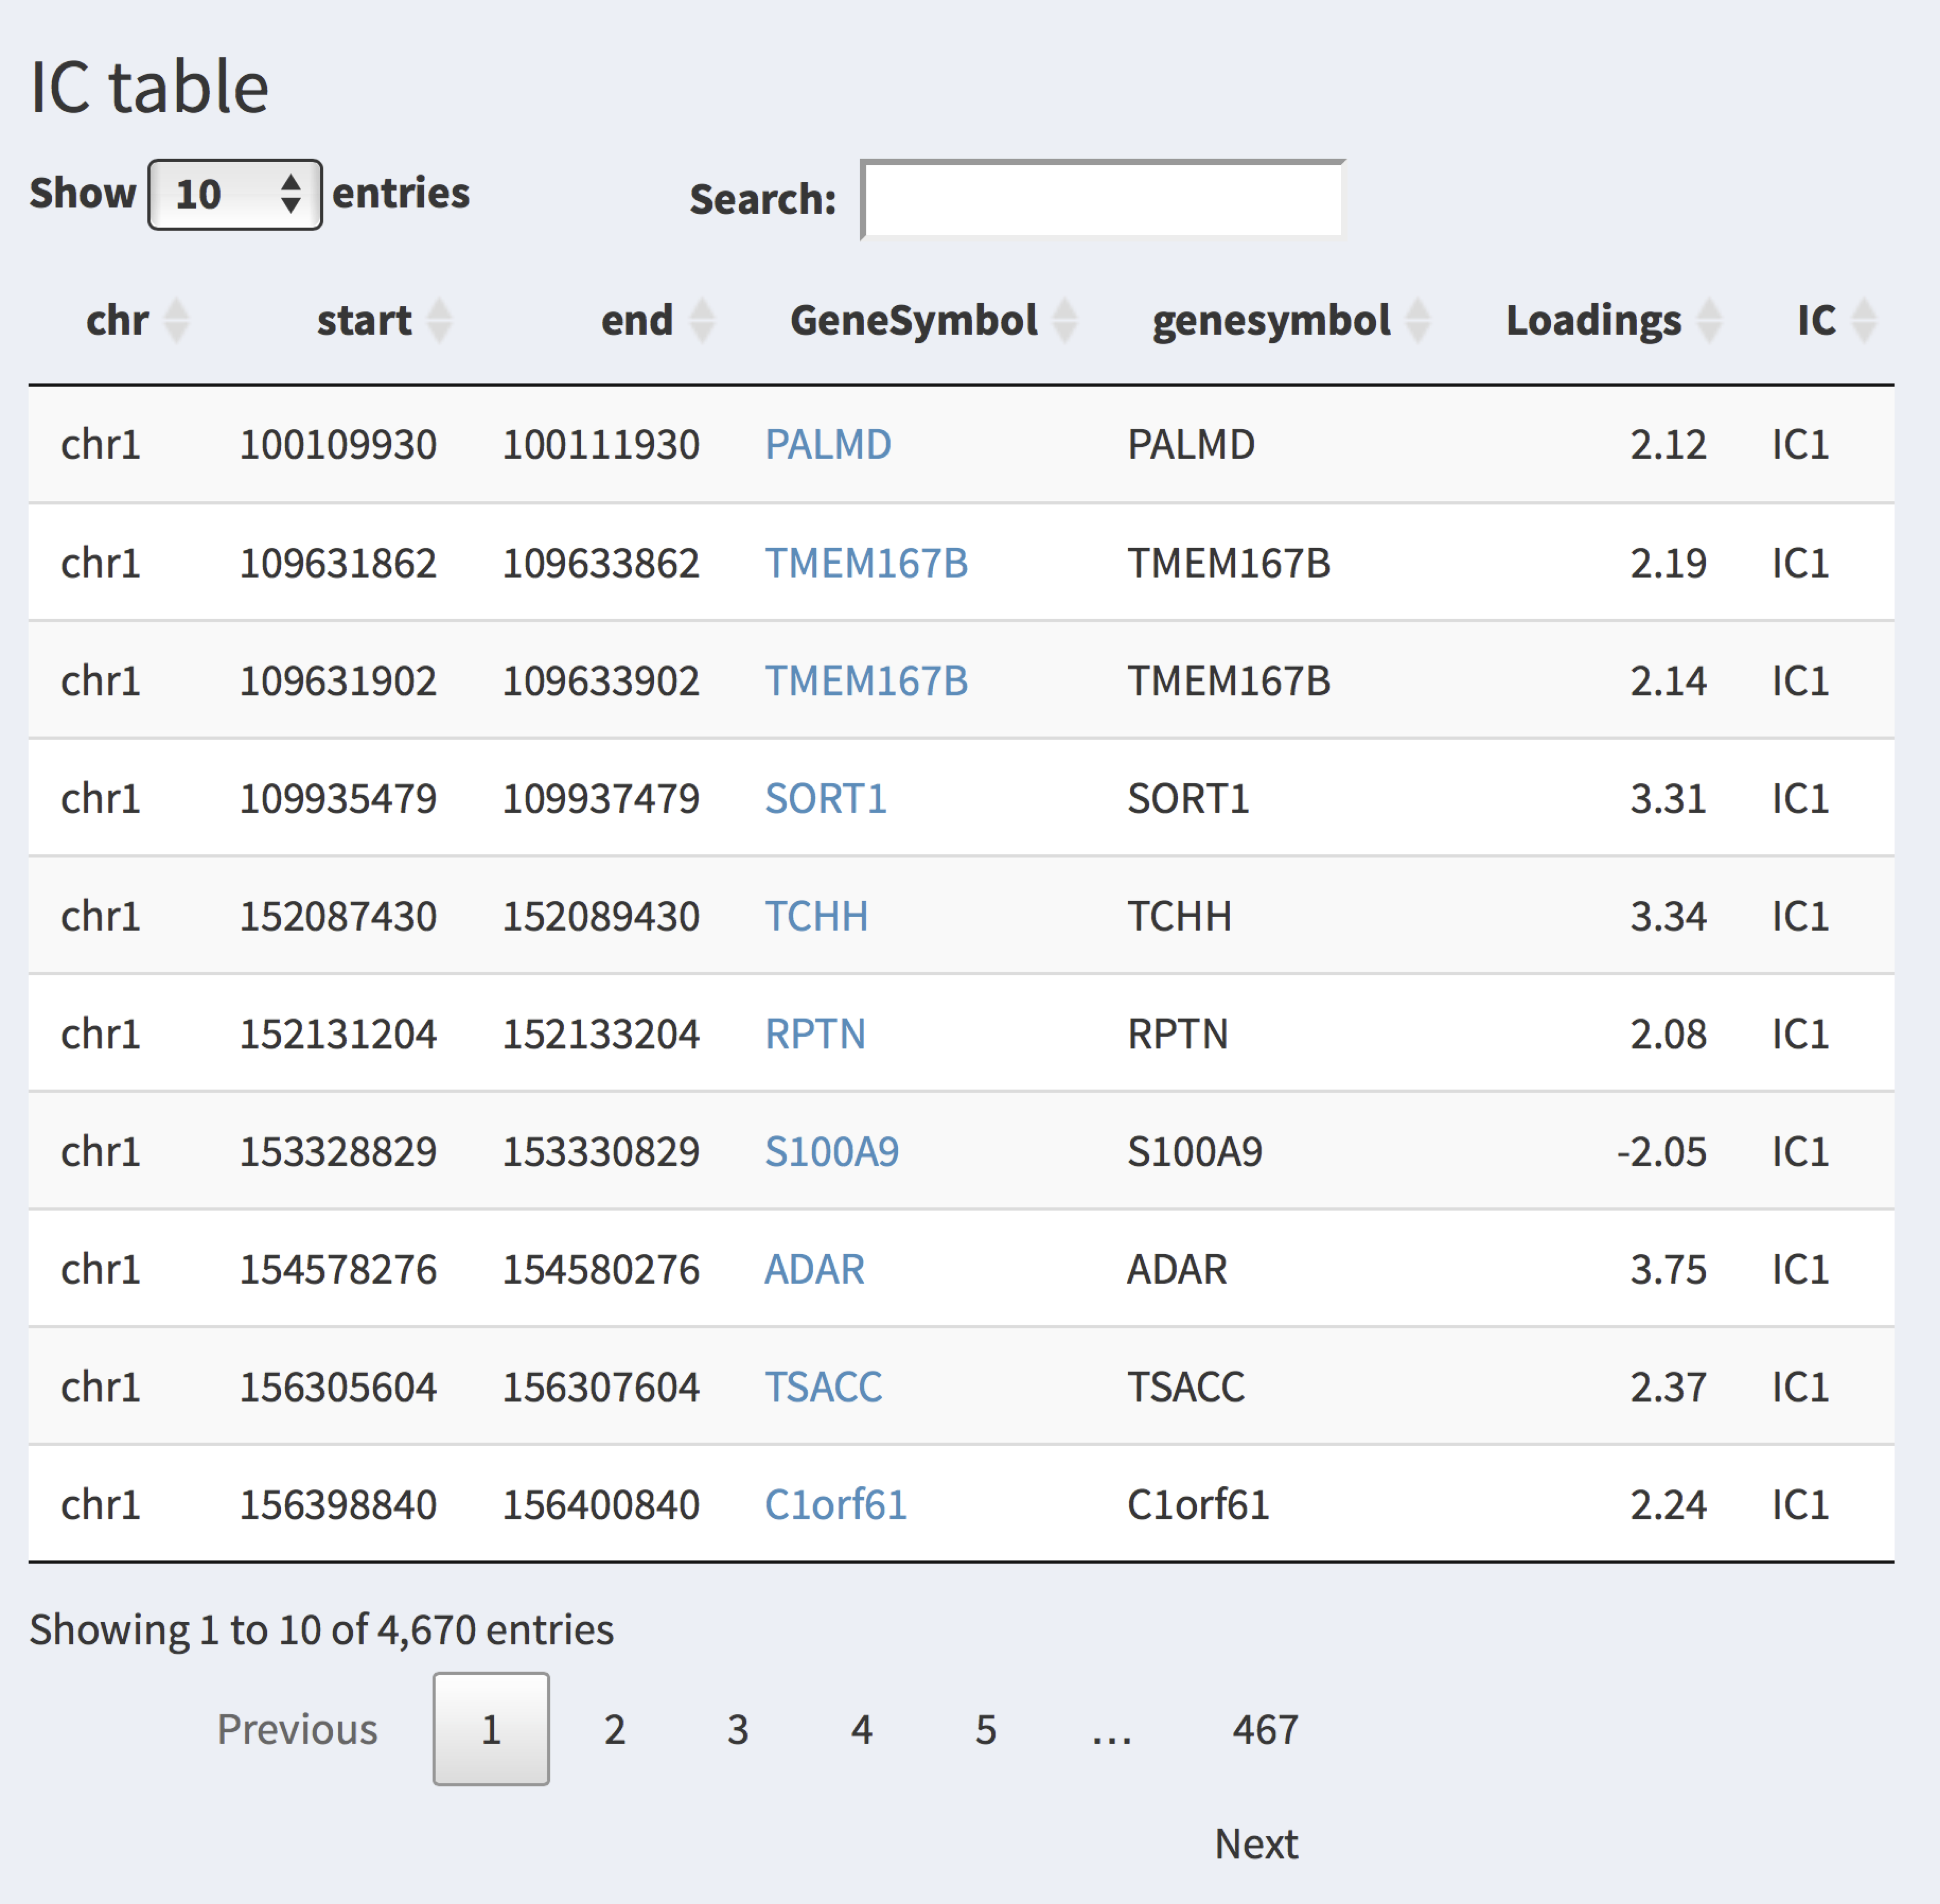 IC table
Show 10 entries Search:
chr start end GeneSymbol genesymbol Loadings IC
chr1 100109930 100111930 PALMD PALMD 2.12 IC1
chr1 109631862 109633862 TMEM167B TMEM167B 2.19 IC1
chr1 109631902 109633902 TMEM167B TMEM167B 2.14 IC1
chr1 109935479 109937479 SORT1 SORT1 3.31 IC1
chr1 152087430 152089430 TCHH TCHH 3.34 IC1
chr1 152131204 152133204 RPTN RPTN 2.08 IC1
chr1 153328829 153330829 S100A9 S100A9 -2.05 IC1
chr1 154578276 154580276 ADAR ADAR 3.75 IC1
chr1 156305604 156307604 TSACC TSACC 2.37 IC1
chr1 156398840 156400840 C1orf61 C1orf61 2.24 IC1
Showing 1 to 10 of 4,670 entries
Previous 1 2 3 4 5 … 467
Next